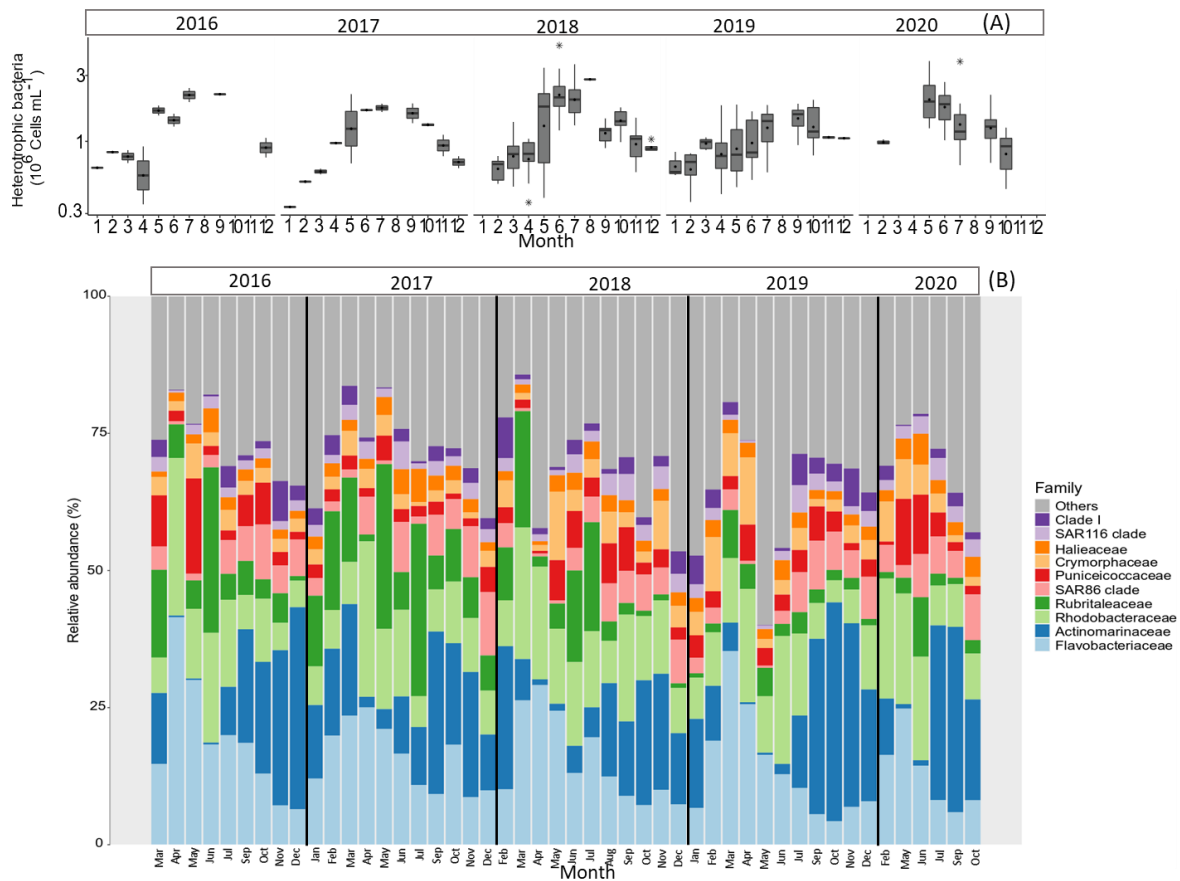 2016 2017 2018 2019 2020 (A)
Heterotrophic bacteria
(10⁶ Cells mL⁻¹)
3
1
0.3
1 2 3 4 5 6 7 8 9 10 11 12 1 2 3 4 5 6 7 8 9 10 11 12 1 2 3 4 5 6 7 8 9 10 11 12 1 2 3 4 5 6 7 8 9 10 11 12 1 2 3 4 5 6 7 8 9 10 11 12
Month
2016 2017 2018 2019 2020 (B)
Relative abundance (%)
100
75
50
25
0
Family
Others
Clade I
SAR116 clade
Halieaceae
Crymorphaceae
Puniceicoccaceae
SAR86 clade
Rubritaleaceae
Rhodobacteraceae
Actinomarinaceae
Flavobacteriaceae
Mar Apr May Jun Jul Sep Oct Nov Dec Jan Feb Mar Apr May Jun Jul Sep Oct Nov Dec Feb Mar Apr May Jun Jul Aug Sep Oct Nov Dec Jan Feb Mar Apr May Jun Jul Sep Oct Nov Dec Feb May Jun Jul Sep Oct
Month